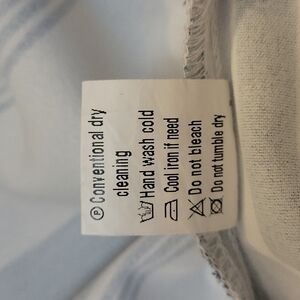 Ⓟ Conventional dry
cleaning
Hand wash cold
Cool iron if need
Do not bleach
Do not tumble dry